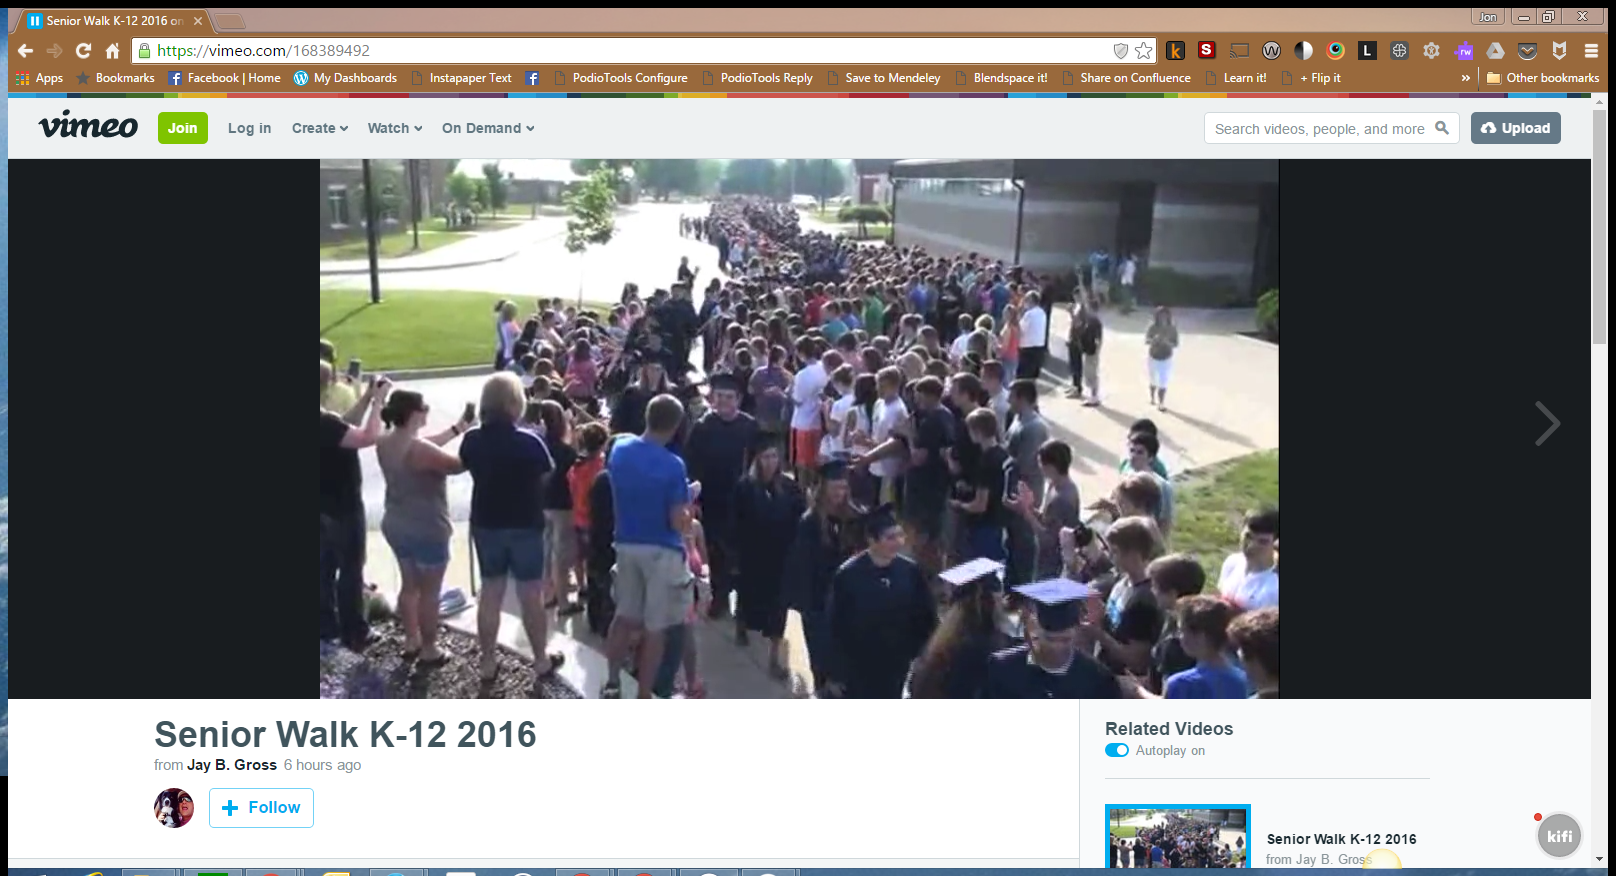 Senior Walk K-12 2016 on
Jon
https://vimeo.com/168389492
Apps Bookmarks Facebook | Home My Dashboards Instapaper Text PodioTools Configure PodioTools Reply Save to Mendeley Blendspace it! Share on Confluence Learn it! + Flip it » Other bookmarks
vimeo Join Log in Create Watch On Demand Search videos, people, and more Upload
Senior Walk K-12 2016
from Jay B. Gross 6 hours ago
+ Follow
Related Videos
Autoplay on
Senior Walk K-12 2016
from Jay B. Gross
kifi